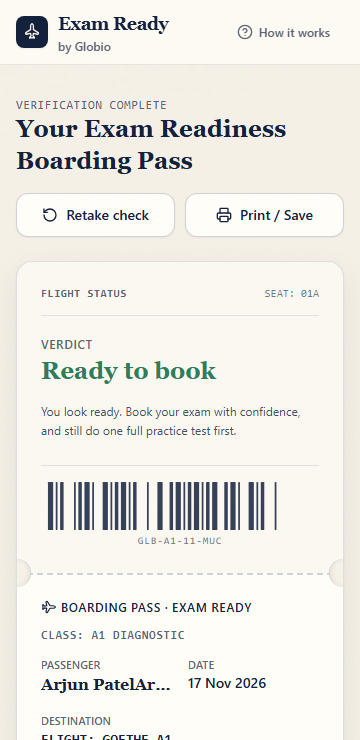 Exam Ready
by Globio
How it works
VERIFICATION COMPLETE
Your Exam Readiness
Boarding Pass
Retake check
Print / Save
FLIGHT STATUS
SEAT: 01A
VERDICT
Ready to book
You look ready. Book your exam with confidence,
and still do one full practice test first.
GLB-A1-11-MUC
BOARDING PASS · EXAM READY
CLASS: A1 DIAGNOSTIC
PASSENGER
DATE
Arjun PatelAr...
17 Nov 2026
DESTINATION
FLIGHT: GOETHE A1